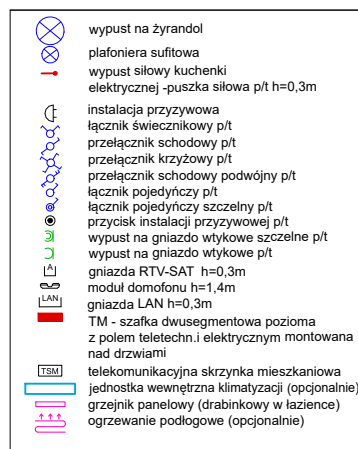 wypust na żyrandol
plafoniera sufitowa
wypust siłowy kuchenki
elektrycznej -puszka siłowa p/t h=0,3m
instalacja przyzywowa
łącznik świecznikowy p/t
przełącznik schodowy p/t
przełącznik krzyżowy p/t
przełącznik schodowy podwójny p/t
łącznik pojedyńczy p/t
łącznik pojedyńczy szczelny p/t
przycisk instalacji przyzywowej p/t
wypust na gniazdo wtykowe szczelne p/t
wypust na gniazdo wtykowe p/t
A gniazda RTV-SAT h=0,3m
moduł domofonu h=1,4m
LAN gniazda LAN h=0,3m
TM - szafka dwusegmentowa pozioma
z polem teletechn.i elektrycznym montowana
nad drzwiami
TSM telekomunikacyjna skrzynka mieszkaniowa
jednostka wewnętrzna klimatyzacji (opcjonalnie)
grzejnik panelowy (drabinkowy w łazience)
ogrzewanie podłogowe (opcjonalnie)